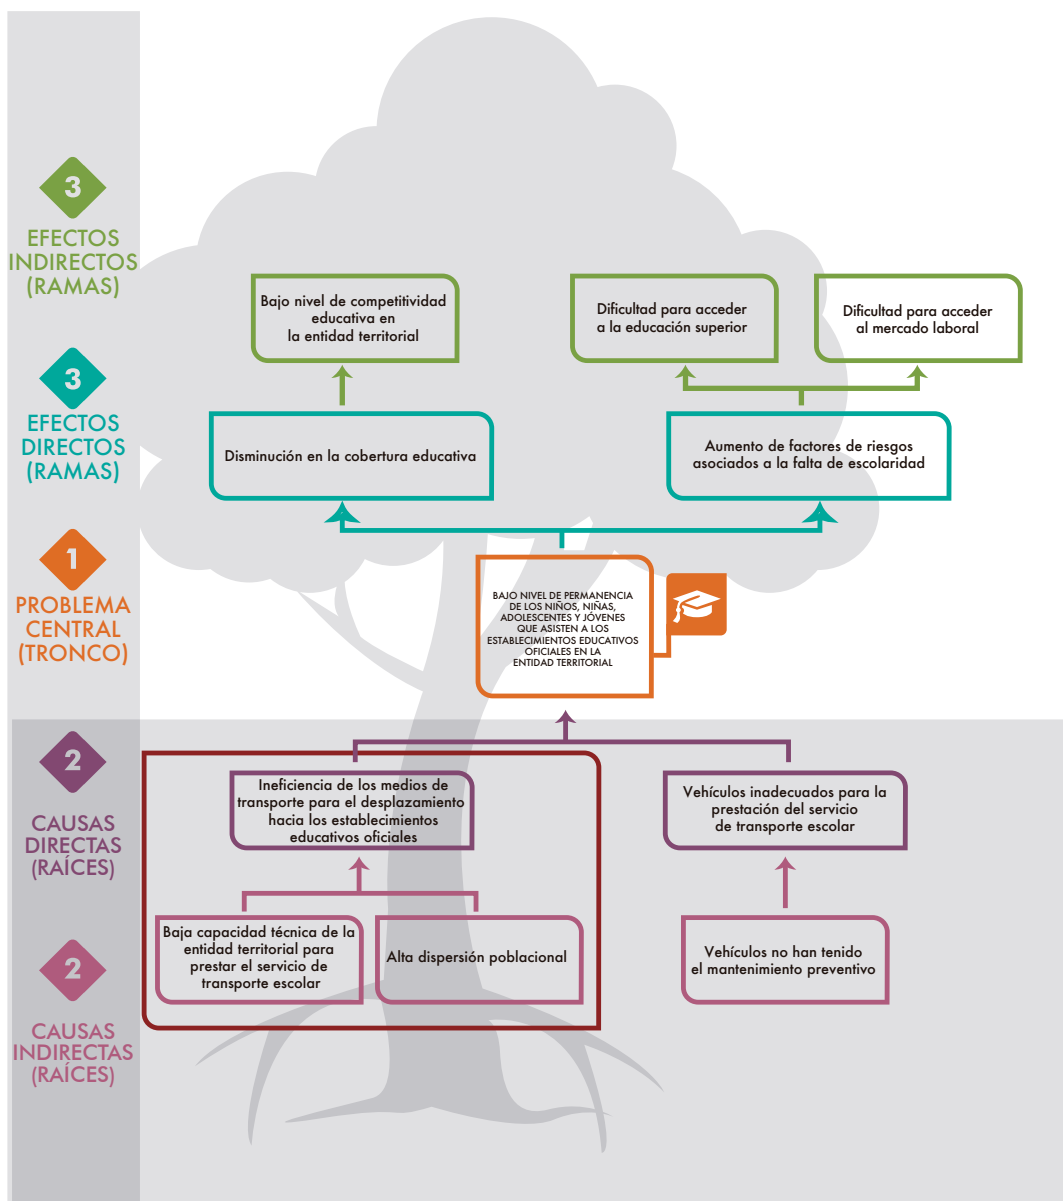 3
EFECTOS
INDIRECTOS
(RAMAS)
Bajo nivel de competitividad
educativa en
la entidad territorial
Dificultad para acceder
a la educación superior
Dificultad para acceder
al mercado laboral
3
EFECTOS
DIRECTOS
(RAMAS)
Disminución en la cobertura educativa
Aumento de factores de riesgos
asociados a la falta de escolaridad
1
PROBLEMA
CENTRAL
(TRONCO)
BAJO NIVEL DE PERMANENCIA
DE LOS NIÑOS, NIÑAS,
ADOLESCENTES Y JÓVENES
QUE ASISTEN A LOS
ESTABLECIMIENTOS EDUCATIVOS
OFICIALES EN LA
ENTIDAD TERRITORIAL
2
CAUSAS
DIRECTAS
(RAÍCES)
Ineficiencia de los medios de
transporte para el desplazamiento
hacia los establecimientos
educativos oficiales
Vehículos inadecuados para la
prestación del servicio
de transporte escolar
2
CAUSAS
INDIRECTAS
(RAÍCES)
Baja capacidad técnica de la
entidad territorial para
prestar el servicio de
transporte escolar
Alta dispersión poblacional
Vehículos no han tenido
el mantenimiento preventivo